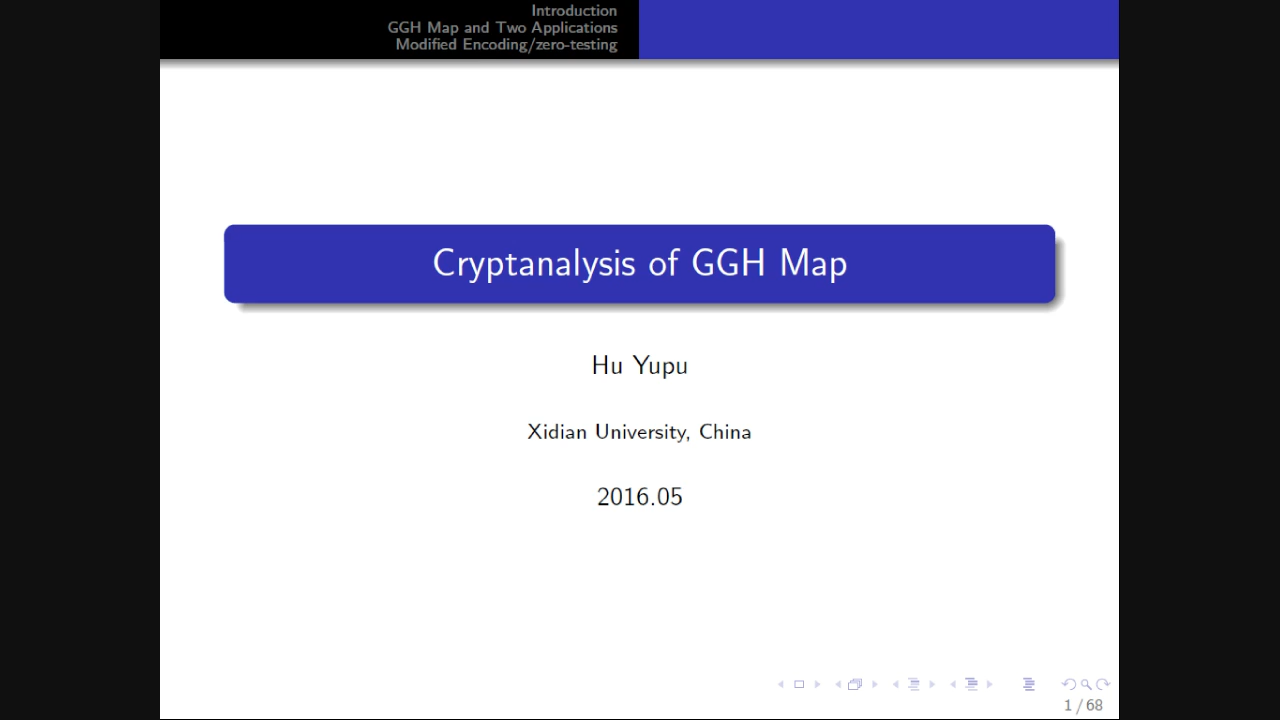 Introduction
GGH Map and Two Applications
Modified Encoding/zero-testing
Cryptanalysis of GGH Map
Hu Yupu
Xidian University, China
2016.05
1 / 68